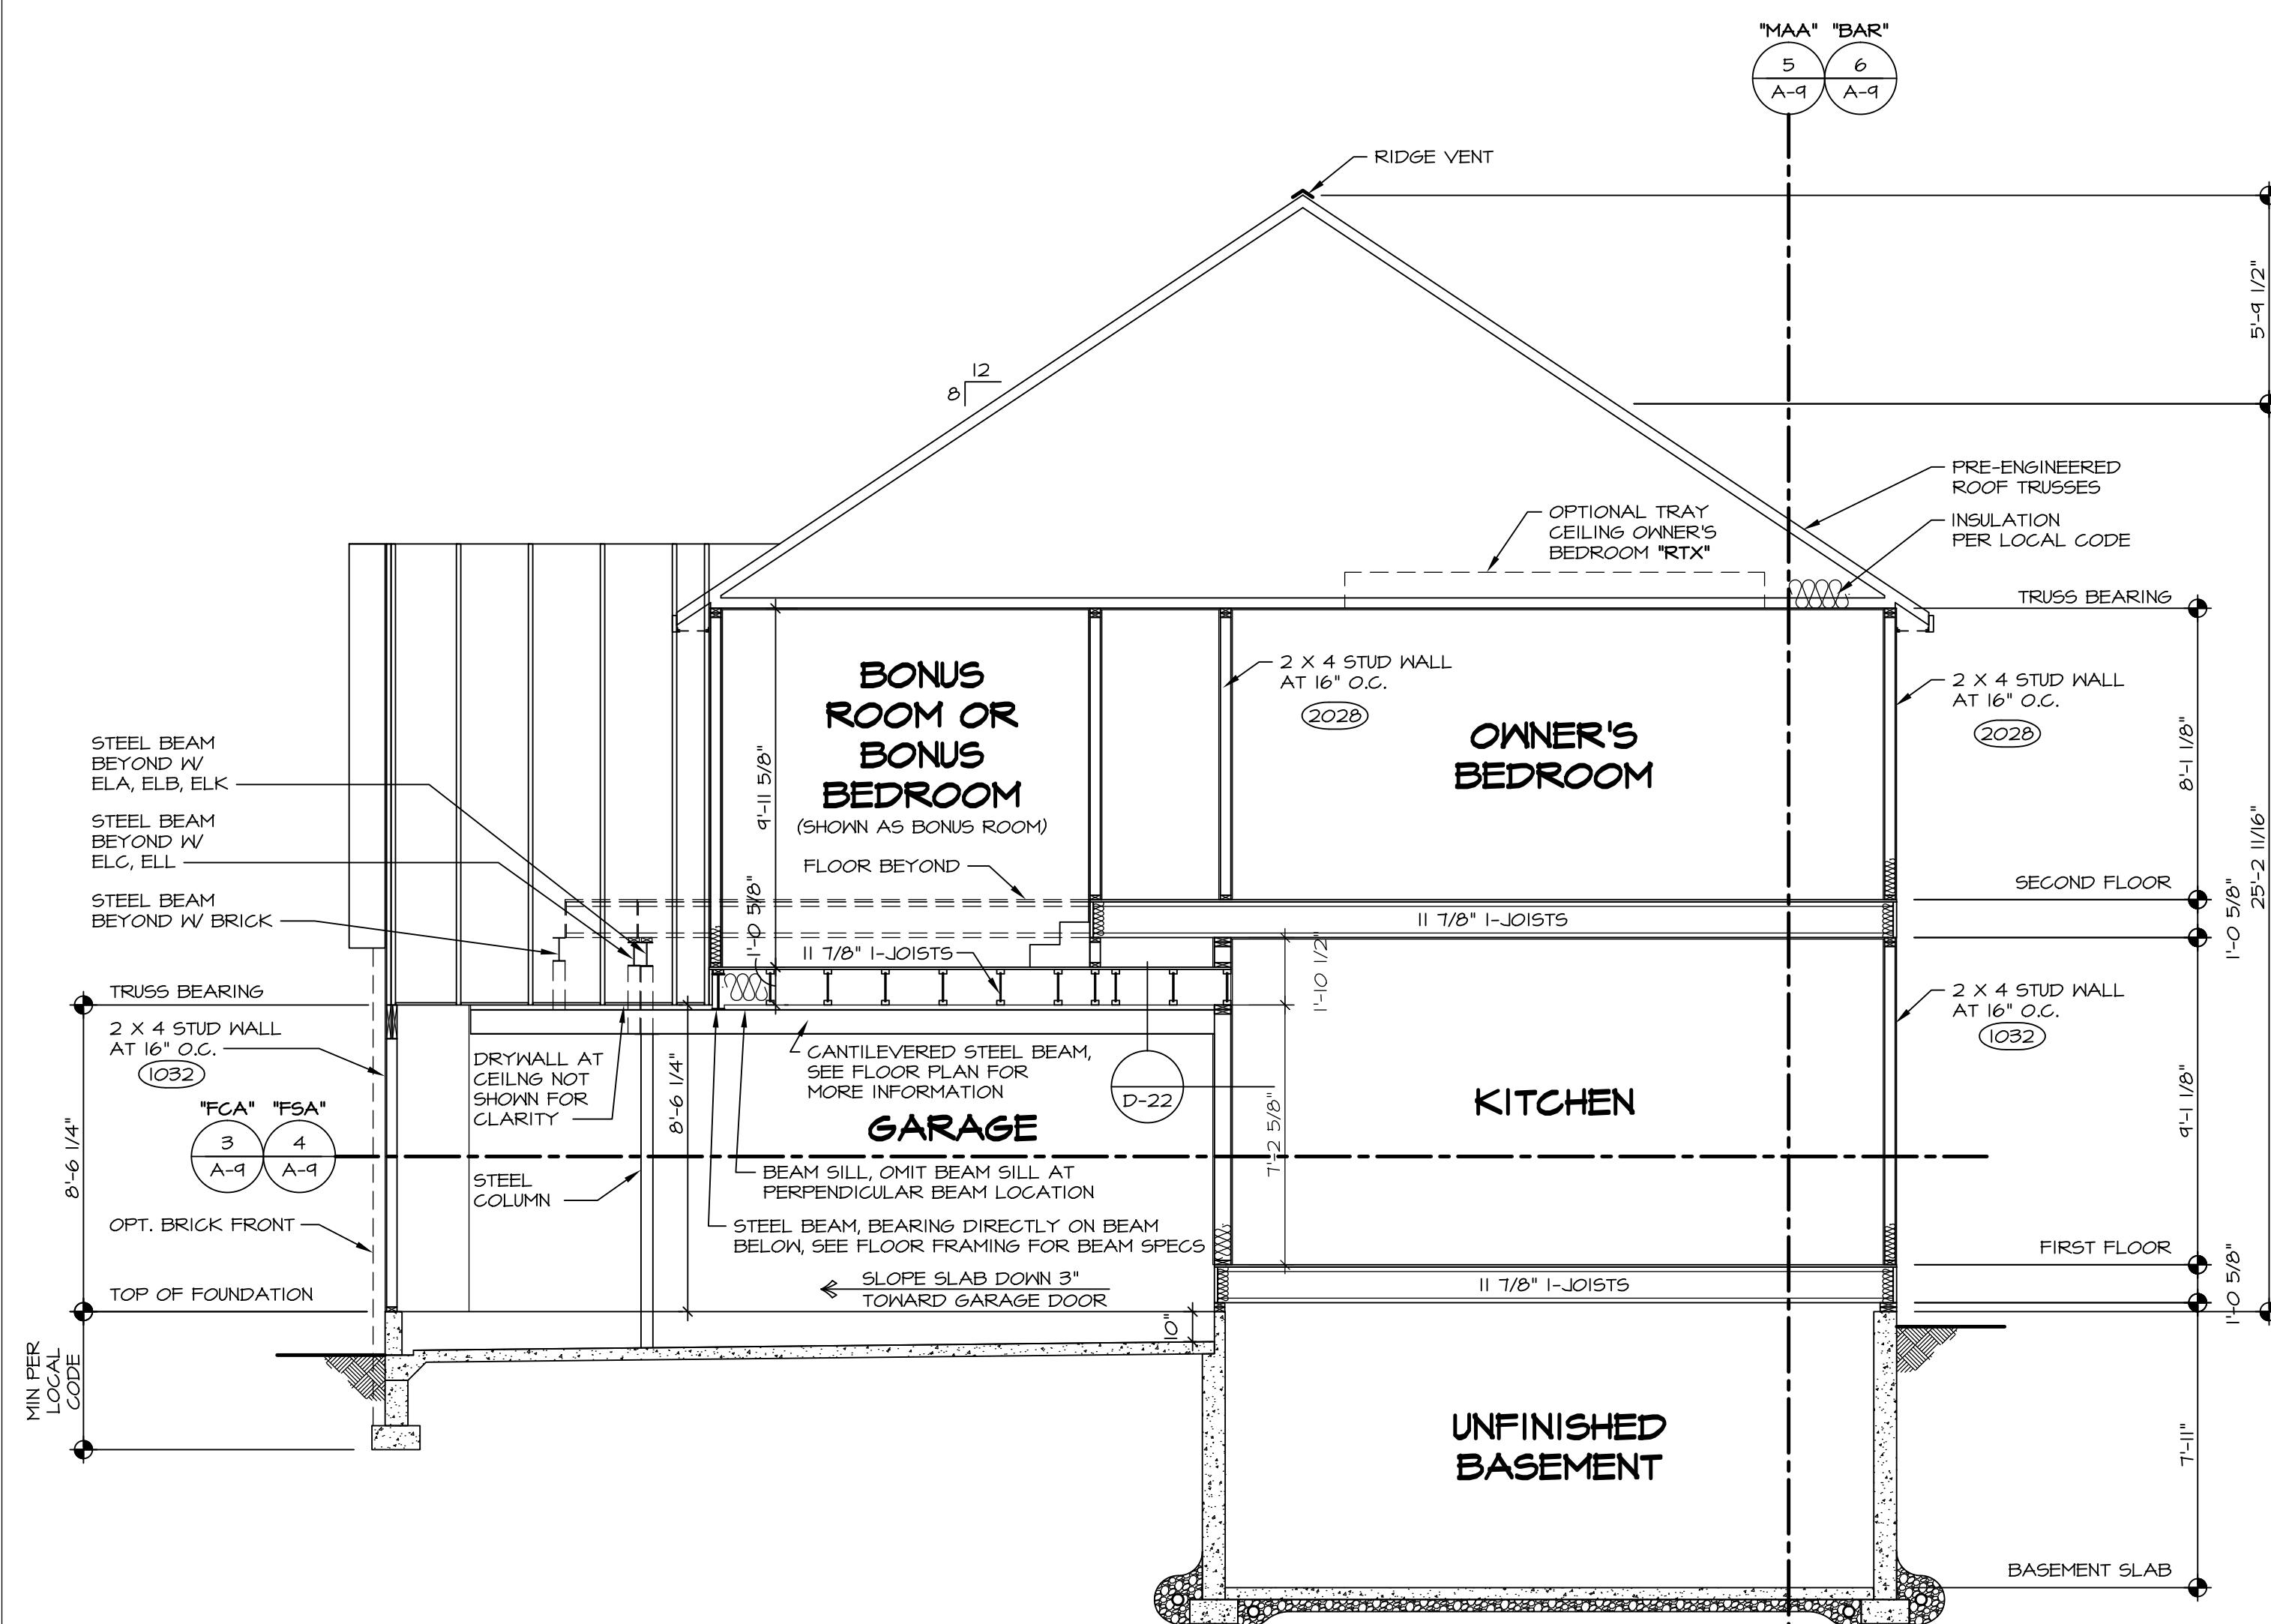 "MAA" "BAR"
5 6
A-9 A-9
RIDGE VENT
12
8
5'-9 1/2"
PRE-ENGINEERED
ROOF TRUSSES
INSULATION
PER LOCAL CODE
OPTIONAL TRAY
CEILING OWNER'S
BEDROOM "RTX"
TRUSS BEARING
BONUS
ROOM OR
BONUS
BEDROOM
(SHOWN AS BONUS ROOM)
9'-11 5/8"
2 X 4 STUD WALL
AT 16" O.C.
2028
OWNER'S
BEDROOM
2 X 4 STUD WALL
AT 16" O.C.
2028
8'-1 1/8"
25'-2 11/16"
STEEL BEAM
BEYOND W/
ELA, ELB, ELK
STEEL BEAM
BEYOND W/
ELC, ELL
STEEL BEAM
BEYOND W/ BRICK
FLOOR BEYOND
1'-0 5/8"
SECOND FLOOR
11 7/8" I-JOISTS
1'-0 5/8"
11 7/8" I-JOISTS
1'-10 1/2"
TRUSS BEARING
2 X 4 STUD WALL
AT 16" O.C.
1032
2 X 4 STUD WALL
AT 16" O.C.
1032
DRYWALL AT
CEILNG NOT
SHOWN FOR
CLARITY
8'-6 1/4"
CANTILEVERED STEEL BEAM,
SEE FLOOR PLAN FOR
MORE INFORMATION
D-22
GARAGE
KITCHEN
7'-2 5/8"
9'-1 1/8"
"FCA" "FSA"
3 4
A-9 A-9
8'-6 1/4"
STEEL
COLUMN
BEAM SILL, OMIT BEAM SILL AT
PERPENDICULAR BEAM LOCATION
OPT. BRICK FRONT
STEEL BEAM, BEARING DIRECTLY ON BEAM
BELOW, SEE FLOOR FRAMING FOR BEAM SPECS
FIRST FLOOR
TOP OF FOUNDATION
SLOPE SLAB DOWN 3"
TOWARD GARAGE DOOR
11 7/8" I-JOISTS
1'-0 5/8"
10"
MIN PER
LOCAL
CODE
UNFINISHED
BASEMENT
7'-11"
BASEMENT SLAB